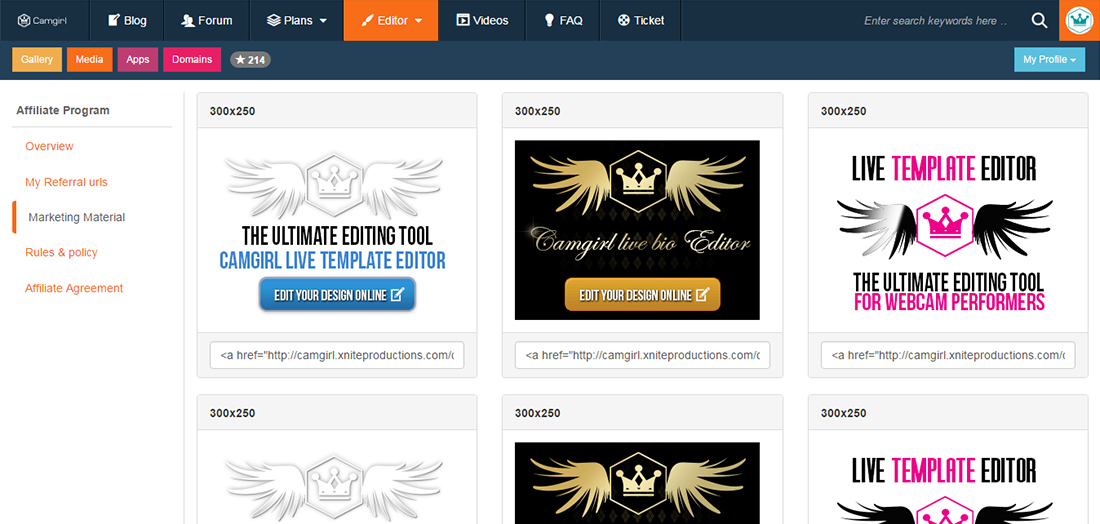 Camgirl
Blog
Forum
Plans
Editor
Videos
FAQ
Ticket
Enter search keywords here ..
Gallery
Media
Apps
Domains
214
My Profile
Affiliate Program
Overview
My Referral urls
Marketing Material
Rules & policy
Affiliate Agreement
300x250
THE ULTIMATE EDITING TOOL
CAMGIRL LIVE TEMPLATE EDITOR
EDIT YOUR DESIGN ONLINE
<a href="http://camgirl.xniteproductions.com/c
300x250
Camgirl live bio Editor
EDIT YOUR DESIGN ONLINE
<a href="http://camgirl.xniteproductions.com/c
300x250
LIVE TEMPLATE EDITOR
THE ULTIMATE EDITING TOOL
FOR WEBCAM PERFORMERS
<a href="http://camgirl.xniteproductions.com/c
300x250
300x250
300x250
LIVE TEMPLATE EDITOR